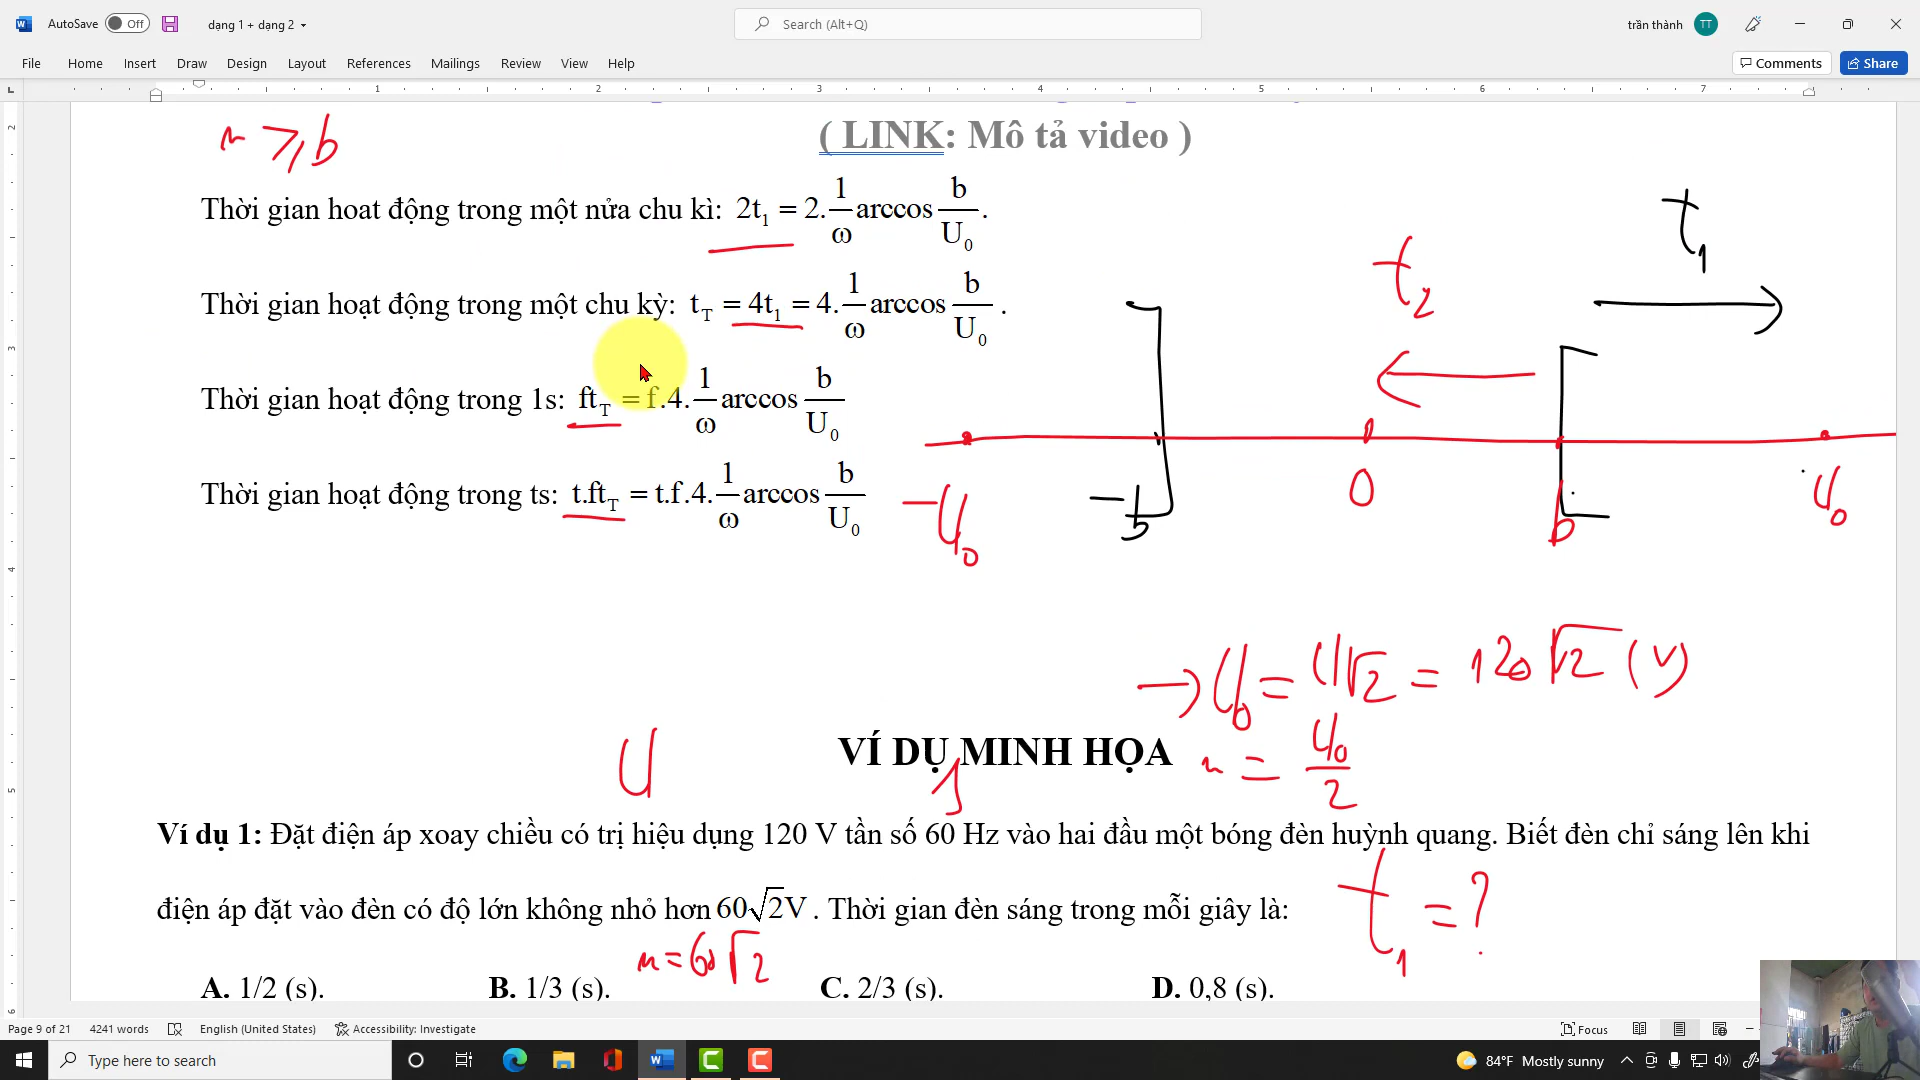 AutoSave Off dạng 1 + dạng 2 Search (Alt+Q) trần thành TT
File Home Insert Draw Design Layout References Mailings Review View Help Comments Share
1 2 3 4 5 6 7
( LINK: Mô tả video )
u ⩾ b
Thời gian hoat động trong một nửa chu kì: 2t₁ = 2.1/ω arccos b/U₀.
t₁
Thời gian hoạt động trong một chu kỳ: t_T = 4t₁ = 4.1/ω arccos b/U₀.
t₂
Thời gian hoạt động trong 1s: ft_T = f.4.1/ω arccos b/U₀
Thời gian hoạt động trong ts: t.ft_T = t.f.4.1/ω arccos b/U₀
-U₀ -b 0 b U₀
→ U₀ = U√2 = 120√2 (V)
U
VÍ DỤ MINH HỌA
u = U₀/2
Ví dụ 1: Đặt điện áp xoay chiều có trị hiệu dụng 120 V tần số 60 Hz vào hai đầu một bóng đèn huỳnh quang. Biết đèn chỉ sáng lên khi
điện áp đặt vào đèn có độ lớn không nhỏ hơn 60√2V. Thời gian đèn sáng trong mỗi giây là:
t₁ = ?
u = 60√2
A. 1/2 (s). B. 1/3 (s). C. 2/3 (s). D. 0,8 (s).
Page 9 of 21 4241 words English (United States) Accessibility: Investigate Focus
Type here to search 84°F Mostly sunny